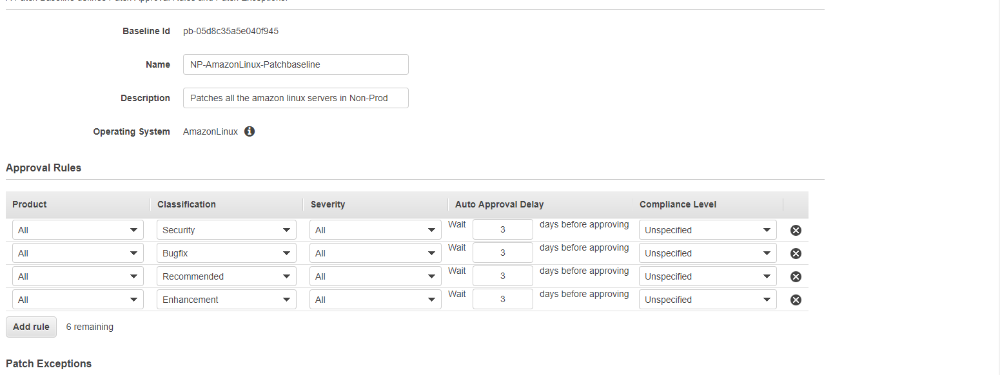 Baseline Id pb-05d8c35a5e040f945
Name NP-AmazonLinux-Patchbaseline
Description Patches all the amazon linux servers in Non-Prod
Operating System AmazonLinux
Approval Rules
Product Classification Severity Auto Approval Delay Compliance Level
All Security All Wait 3 days before approving Unspecified
All Bugfix All Wait 3 days before approving Unspecified
All Recommended All Wait 3 days before approving Unspecified
All Enhancement All Wait 3 days before approving Unspecified
Add rule 6 remaining
Patch Exceptions